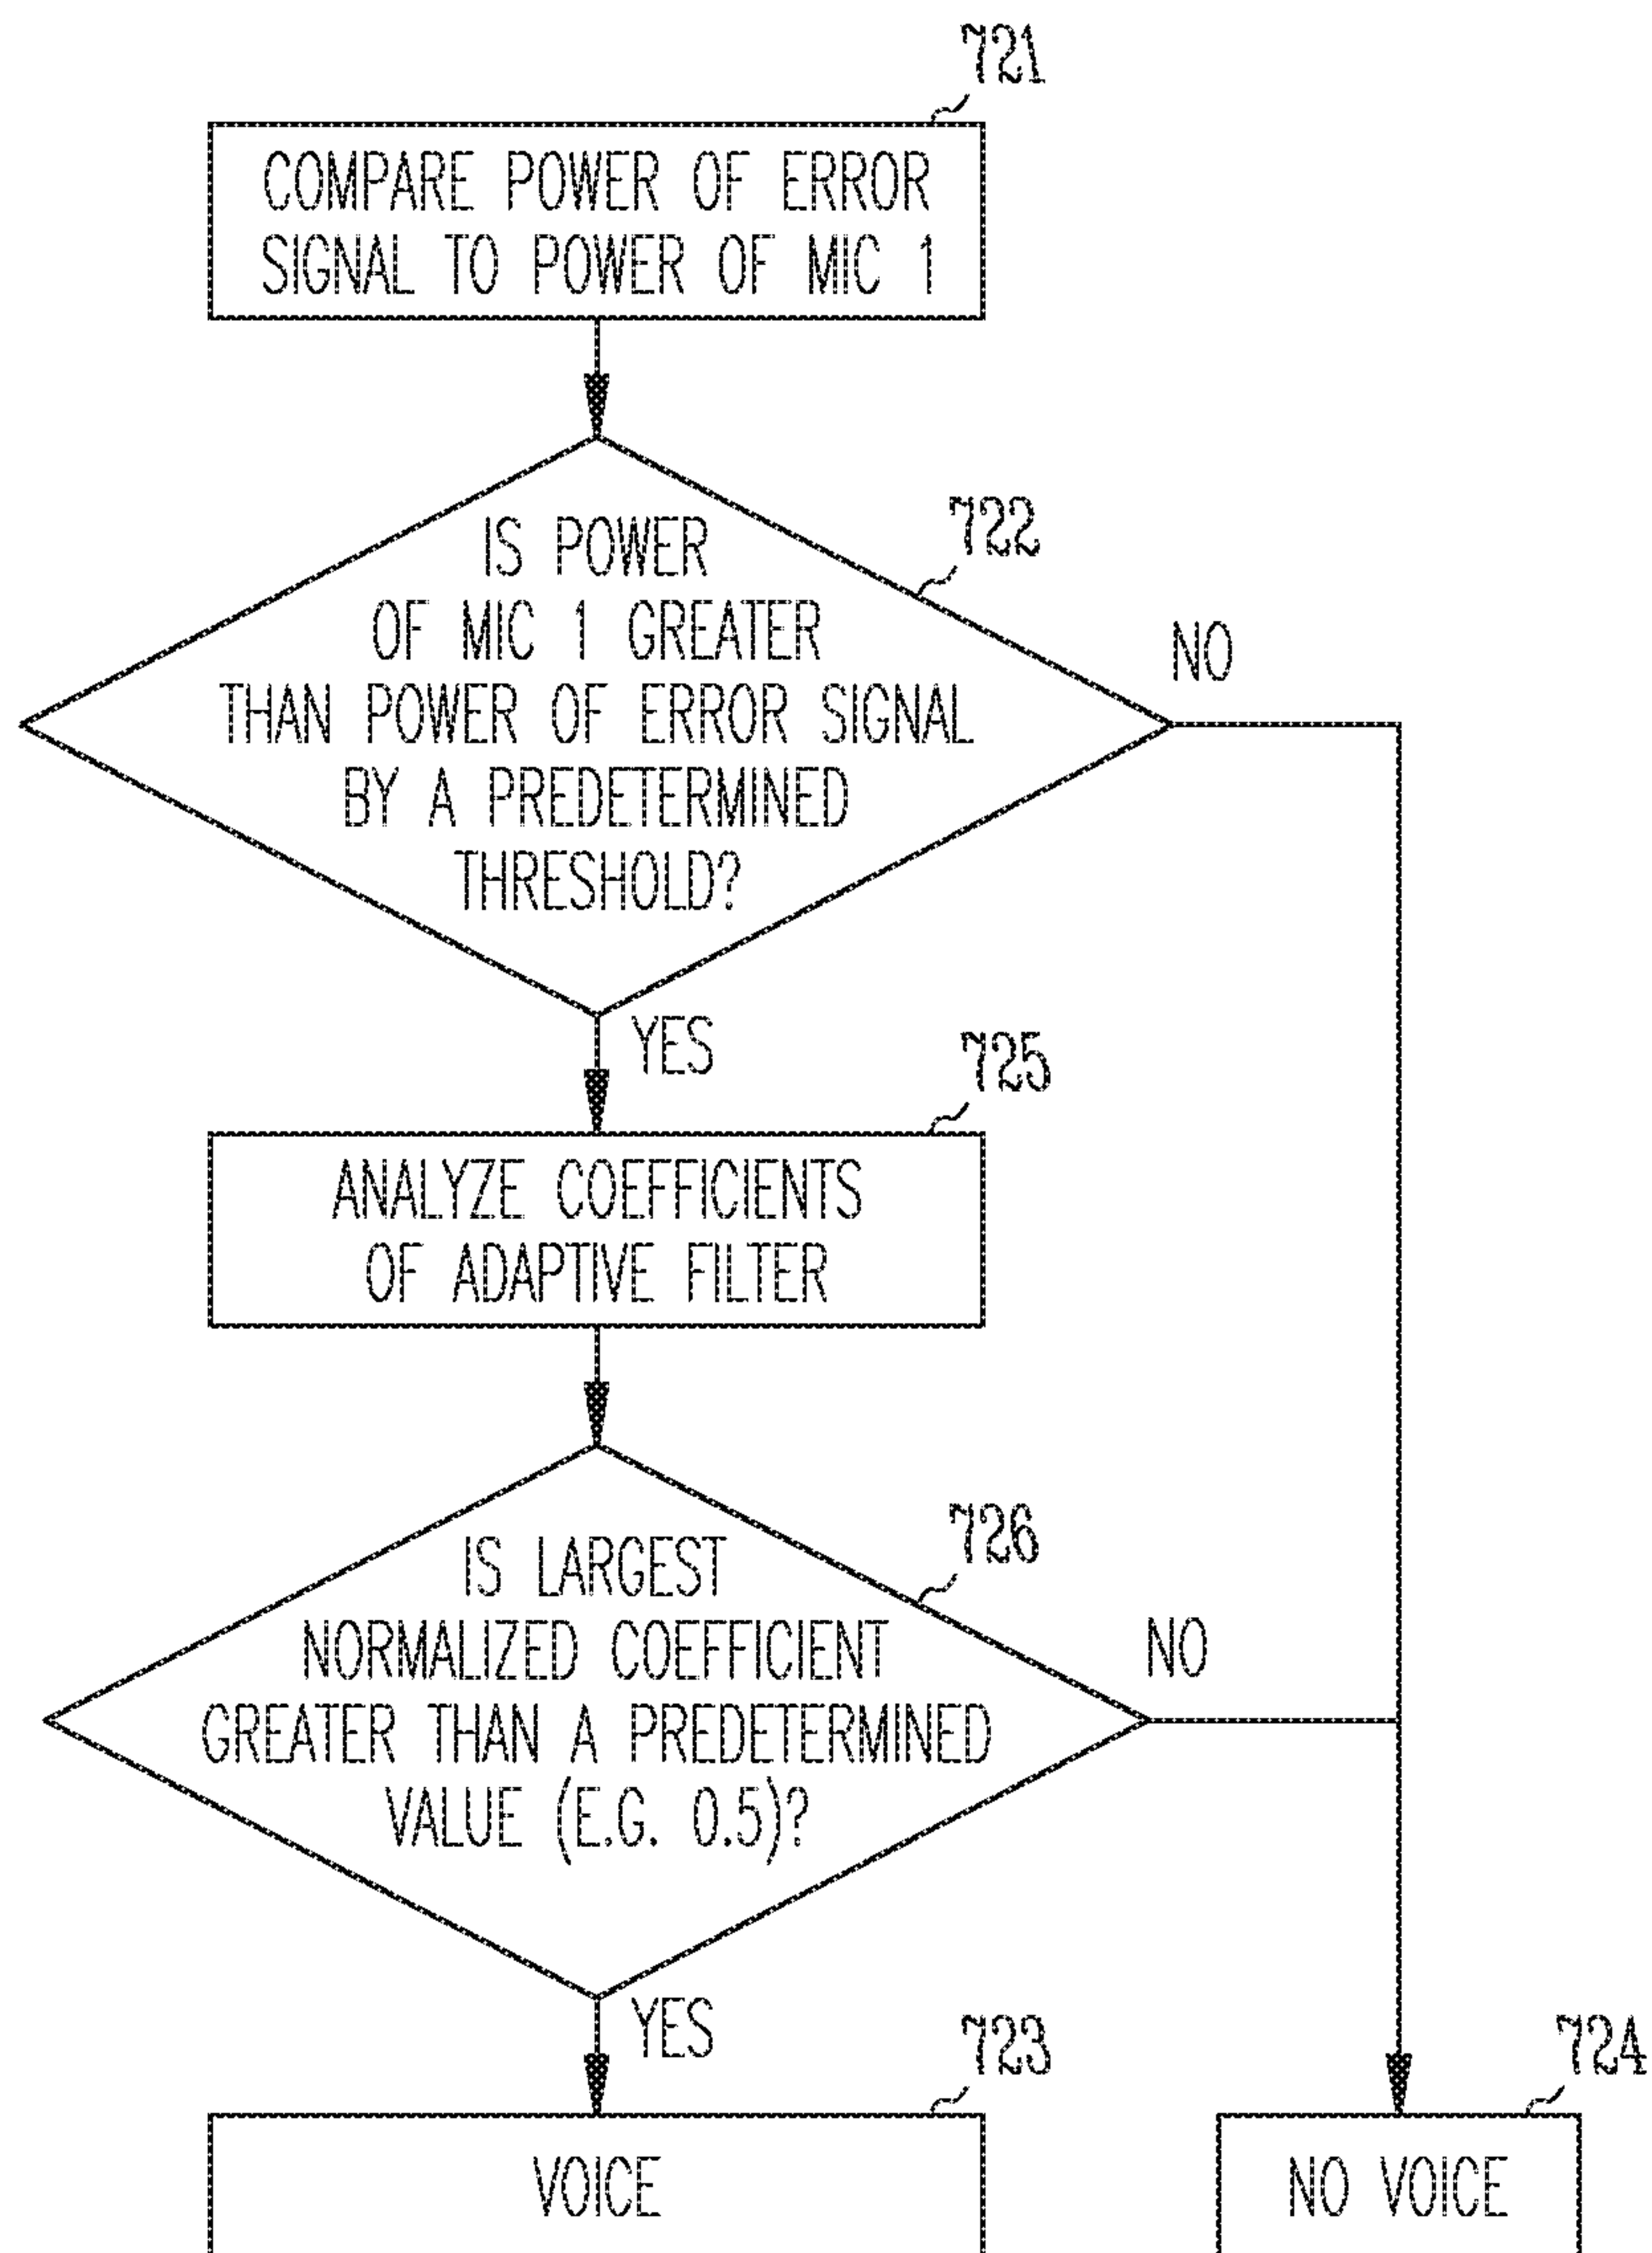 721
COMPARE POWER OF ERROR
SIGNAL TO POWER OF MIC 1
722
IS POWER
OF MIC 1 GREATER
THAN POWER OF ERROR SIGNAL
BY A PREDETERMINED
THRESHOLD?
NO
YES
725
ANALYZE COEFFICIENTS
OF ADAPTIVE FILTER
726
IS LARGEST
NORMALIZED COEFFICIENT
GREATER THAN A PREDETERMINED
VALUE (E.G. 0.5)?
NO
YES
723
VOICE
724
NO VOICE